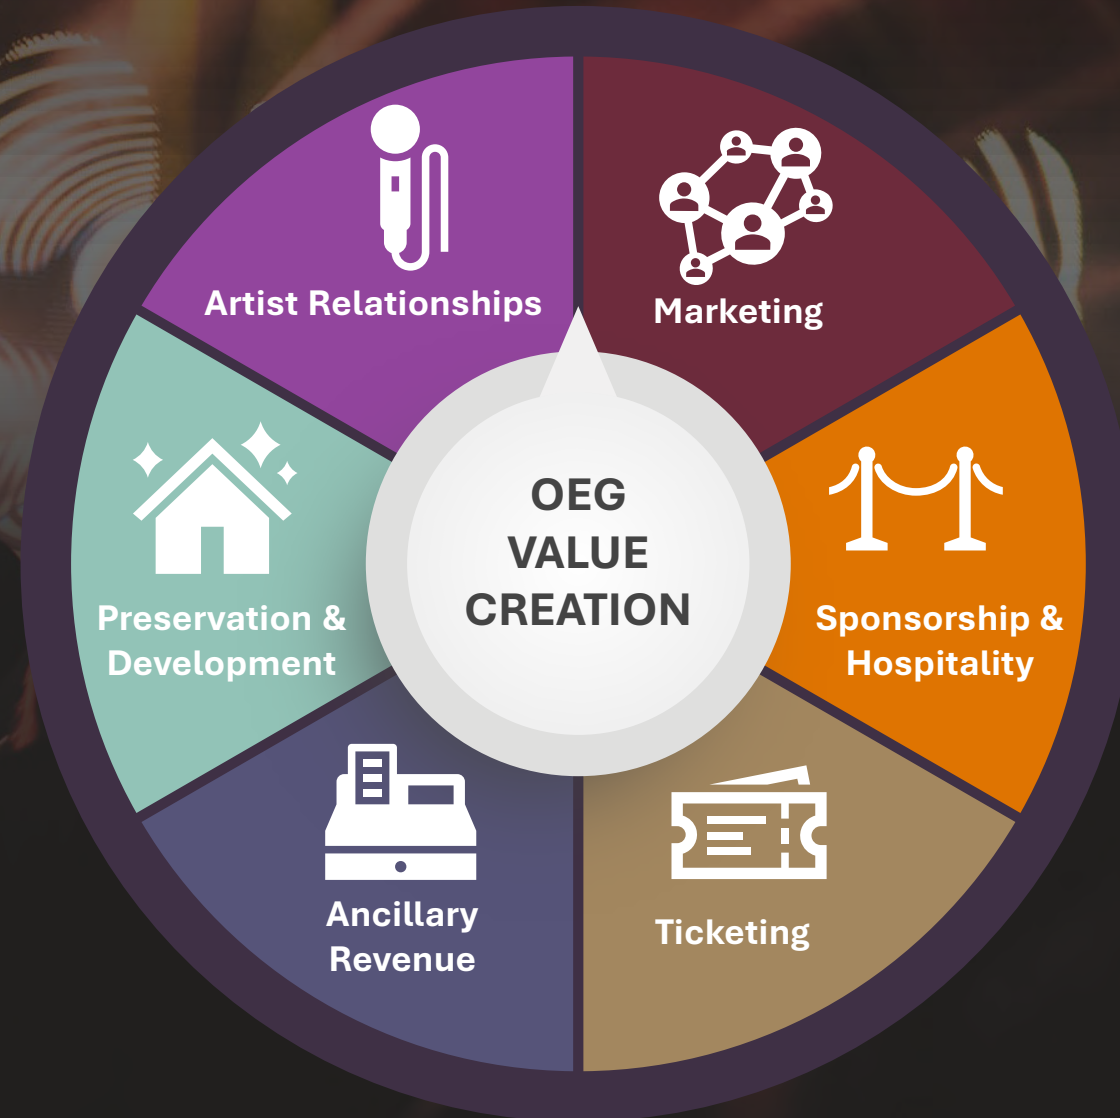 Artist Relationships
Marketing
OEG
VALUE
CREATION
Preservation &
Development
Sponsorship &
Hospitality
Ancillary
Revenue
Ticketing